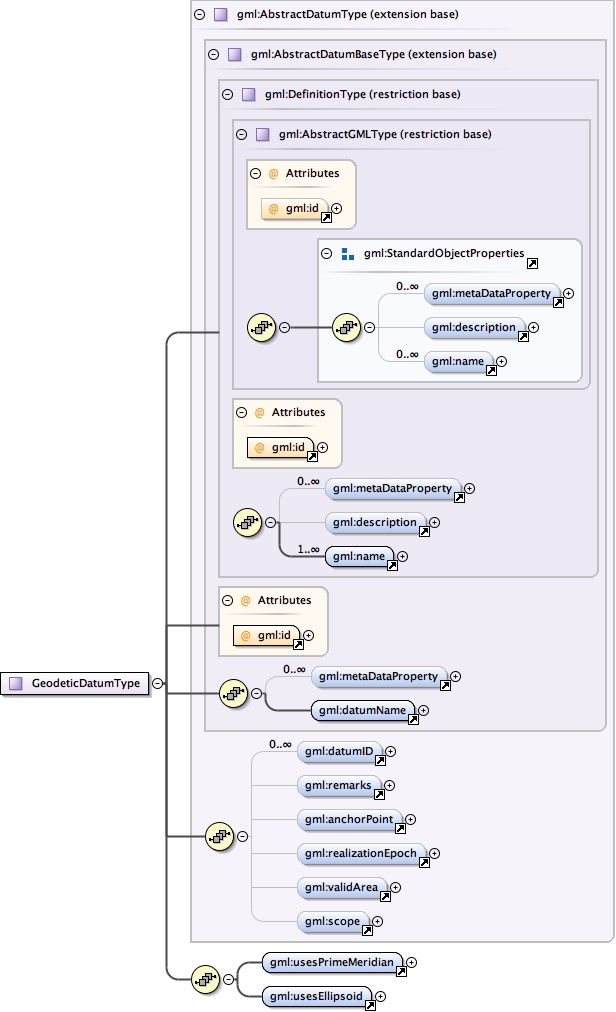 gml:AbstractDatumType (extension base)
gml:AbstractDatumBaseType (extension base)
gml:DefinitionType (restriction base)
gml:AbstractGMLType (restriction base)
@ Attributes
@ gml:id
gml:StandardObjectProperties
0..∞
gml:metaDataProperty
gml:description
0..∞
gml:name
@ Attributes
@ gml:id
0..∞
gml:metaDataProperty
gml:description
1..∞
gml:name
@ Attributes
@ gml:id
GeodeticDatumType
0..∞
gml:metaDataProperty
gml:datumName
0..∞
gml:datumID
gml:remarks
gml:anchorPoint
gml:realizationEpoch
gml:validArea
gml:scope
gml:usesPrimeMeridian
gml:usesEllipsoid